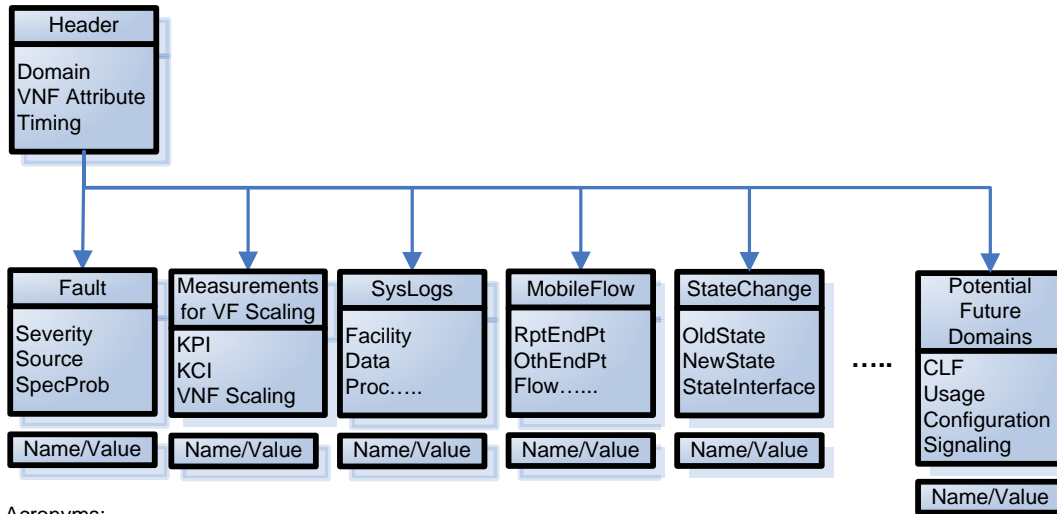 Header
Domain
VNF Attribute
Timing
Fault
Severity
Source
SpecProb
Name/Value
Measurements
for VF Scaling
KPI
KCI
VNF Scaling
Name/Value
SysLogs
Facility
Data
Proc…..
Name/Value
MobileFlow
RptEndPt
OthEndPt
Flow…...
Name/Value
StateChange
OldState
NewState
StateInterface
Name/Value
…..
Potential
Future
Domains
CLF
Usage
Configuration
Signaling
Name/Value
Acronyms: